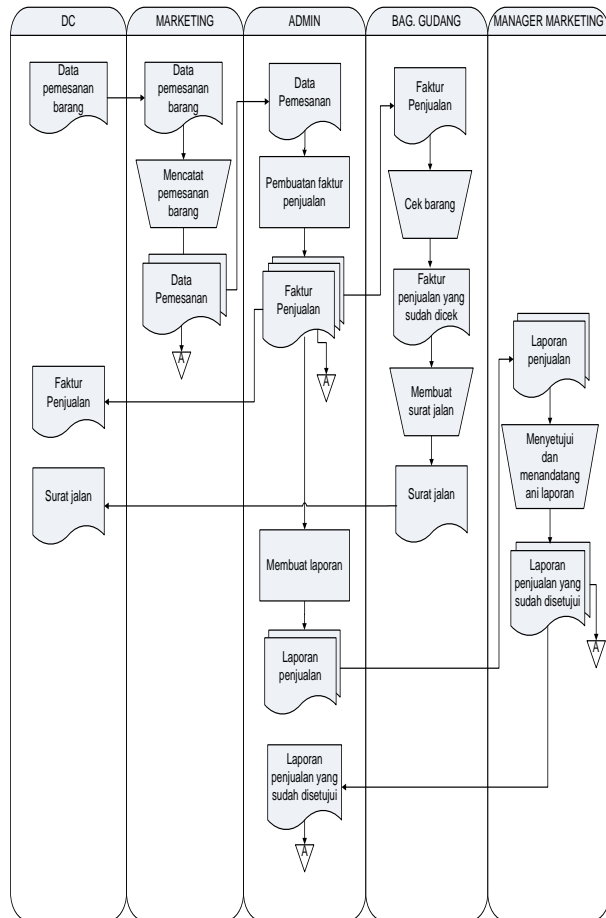 DC
MARKETING
ADMIN
BAG. GUDANG
MANAGER MARKETING
Data
pemesanan
barang
Data
pemesanan
barang
Data
Pemesanan
Faktur
Penjualan
Mencatat
pemesanan
barang
Pembuatan faktur
penjualan
Cek barang
Data
Pemesanan
Faktur
Penjualan
Faktur
penjualan yang
sudah dicek
A
A
Laporan
penjualan
Faktur
Penjualan
Membuat
surat jalan
Menyetujui
dan
menandatang
ani laporan
Surat jalan
Surat jalan
Membuat laporan
Laporan
penjualan yang
sudah disetujui
A
Laporan
penjualan
Laporan
penjualan yang
sudah disetujui
A